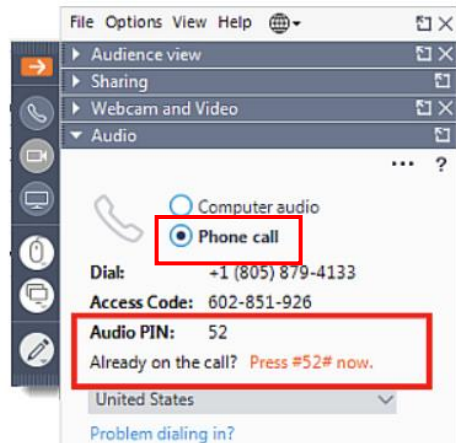 File Options View Help
Audience view
Sharing
Webcam and Video
Audio
... ?
Computer audio
Phone call
Dial: +1 (805) 879-4133
Access Code: 602-851-926
Audio PIN: 52
Already on the call? Press #52# now.
United States
Problem dialing in?